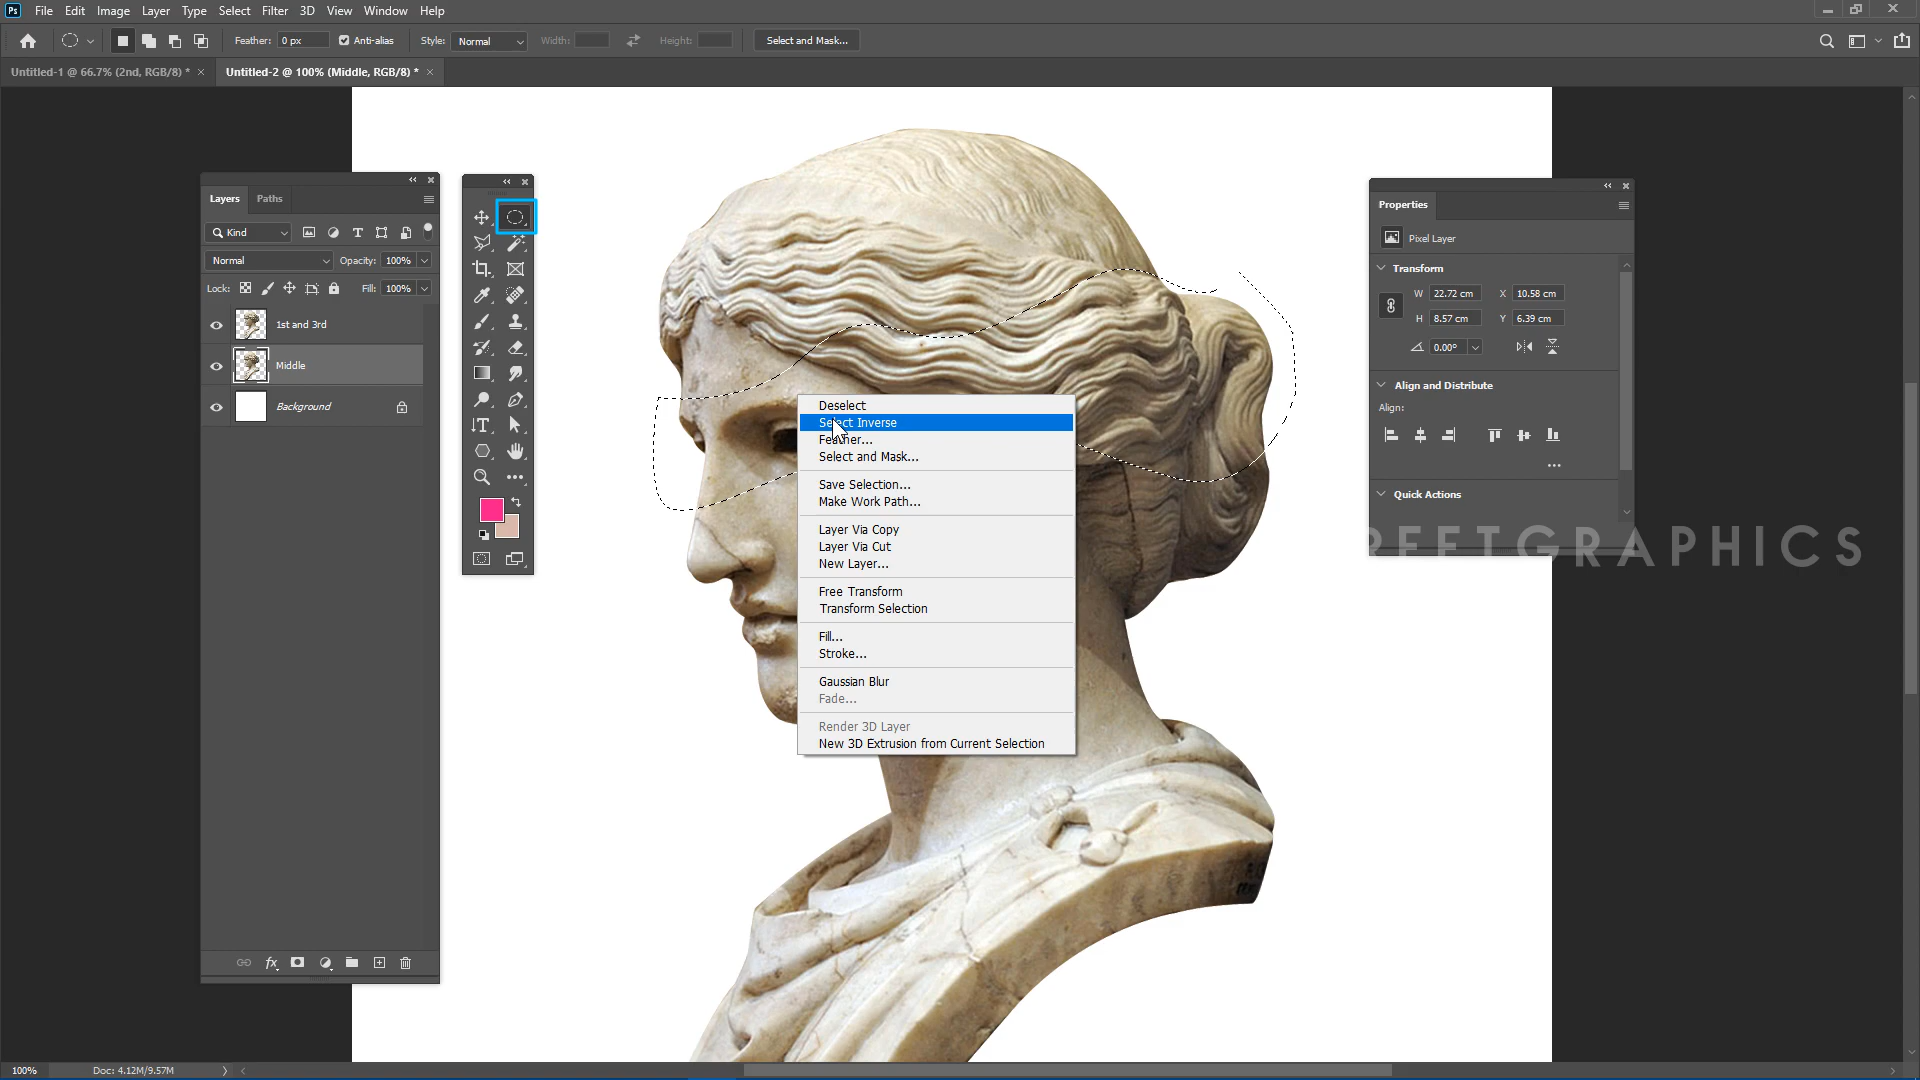 Ps File Edit Image Layer Type Select Filter 3D View Window Help
Feather: 0 px Anti-alias Style: Normal Width: Height: Select and Mask...
Untitled-1 @ 66.7% (2nd, RGB/8) * × Untitled-2 @ 100% (Middle, RGB/8) * ×
Layers Paths
Kind
Normal Opacity: 100%
Lock: Fill: 100%
1st and 3rd
Middle
Background
Deselect
Select Inverse
Feather...
Select and Mask...
Save Selection...
Make Work Path...
Layer Via Copy
Layer Via Cut
New Layer...
Free Transform
Transform Selection
Fill...
Stroke...
Gaussian Blur
Fade...
Render 3D Layer
New 3D Extrusion from Current Selection
Properties
Pixel Layer
Transform
W 22.72 cm X 10.58 cm
H 8.57 cm Y 6.39 cm
0.00°
Align and Distribute
Align:
Quick Actions
REETGRAPHICS
100% Doc: 4.12M/9.57M